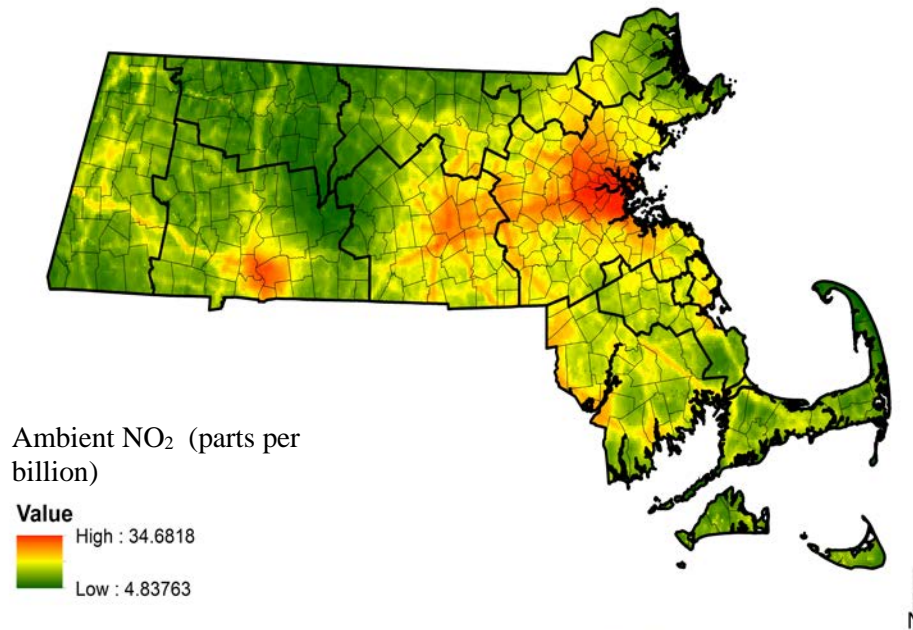 Ambient NO₂ (parts per
billion)
Value
High : 34.6818
Low : 4.83763
N